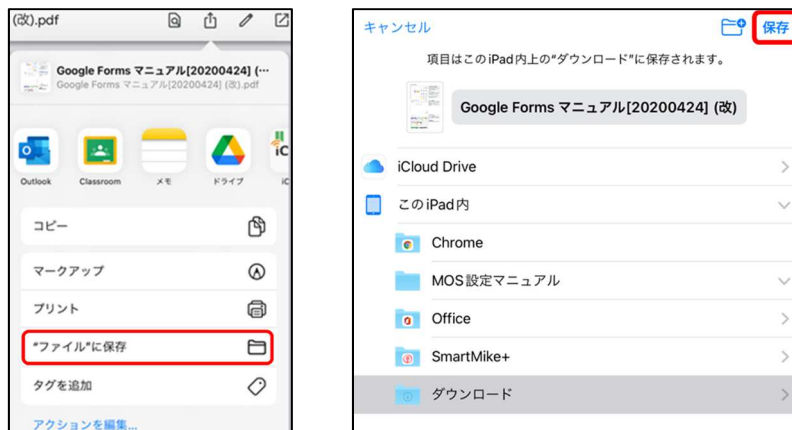 (改).pdf
Google Forms マニュアル[20200424] (…
Google Forms マニュアル[20200424] (改).pdf
Outlook
Classroom
メモ
ドライブ
iC
コピー
マークアップ
プリント
"ファイル"に保存
タグを追加
アクションを編集...
キャンセル
保存
項目はこのiPad内上の"ダウンロード"に保存されます。
Google Forms マニュアル[20200424] (改)
iCloud Drive
このiPad内
Chrome
MOS設定マニュアル
Office
SmartMike+
ダウンロード